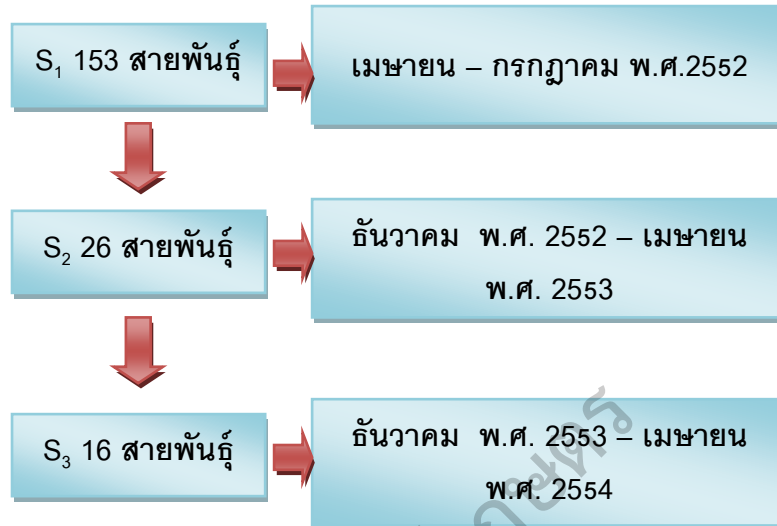 S₁ 153 สายพันธุ์
เมษายน – กรกฎาคม พ.ศ.2552
S₂ 26 สายพันธุ์
ธันวาคม พ.ศ. 2552 – เมษายน
พ.ศ. 2553
S₃ 16 สายพันธุ์
ธันวาคม พ.ศ. 2553 – เมษายน
พ.ศ. 2554